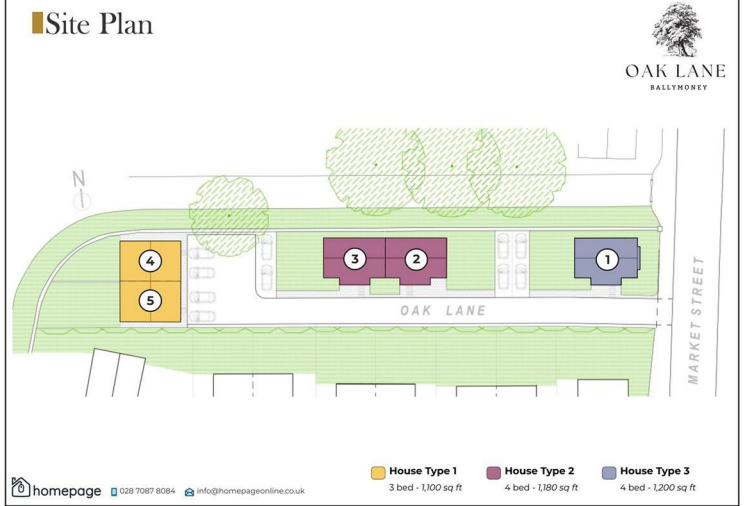 Site Plan
OAK LANE
BALLYMONEY
N
4
5
3
2
1
OAK LANE
MARKET STREET
House Type 1
3 bed - 1,100 sq ft
House Type 2
4 bed - 1,180 sq ft
House Type 3
4 bed - 1,200 sq ft
homepage
028 7087 8084
info@homepageonline.co.uk